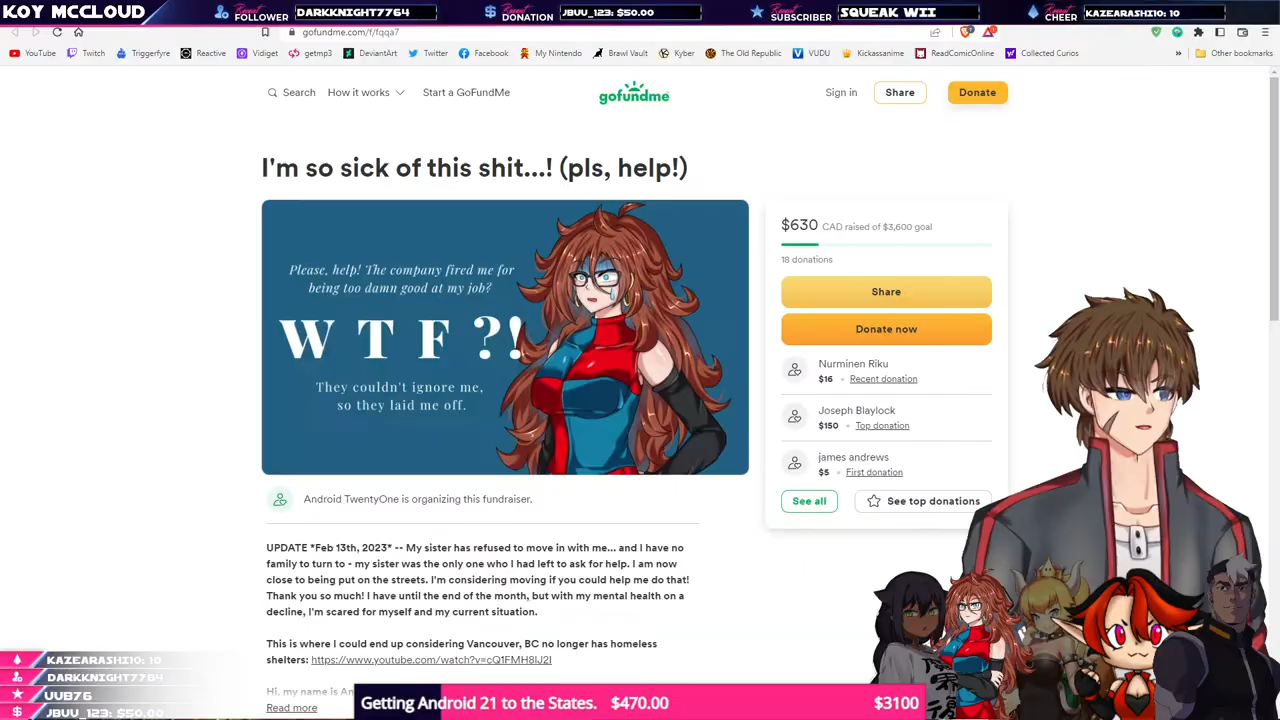 KOY MCCLOUD
Recent FOLLOWER DARKKNIGHT7764
Recent DONATION JBUU_123: $50.00
Recent SUBSCRIBER SQUEAK WII
Recent CHEER KAZEARASHI10: 10
gofundme.com/f/fqqa7
YouTube Twitch Triggerfyre Reactive Vidiget getmp3 DeviantArt Twitter Facebook My Nintendo Brawl Vault Kyber The Old Republic VUDU Kickassanime ReadComicOnline Collected Curios » Other bookmarks
Search How it works Start a GoFundMe gofundme Sign in Share Donate
I'm so sick of this shit...! (pls, help!)
Please, help! The company fired me for
being too damn good at my job?
WTF?!
They couldn't ignore me,
so they laid me off.
$630 CAD raised of $3,600 goal
18 donations
Share
Donate now
Nurminen Riku
$16 • Recent donation
Joseph Blaylock
$150 • Top donation
james andrews
$5 • First donation
See all See top donations
Android TwentyOne is organizing this fundraiser.
UPDATE *Feb 13th, 2023* -- My sister has refused to move in with me... and I have no
family to turn to - my sister was the only one who I had left to ask for help. I am now
close to being put on the streets. I'm considering moving if you could help me do that!
Thank you so much! I have until the end of the month, but with my mental health on a
decline, I'm scared for myself and my current situation.
This is where I could end up considering Vancouver, BC no longer has homeless
shelters: https://www.youtube.com/watch?v=cQ1FMH8lJ2I
Hi, my name is An
Read more
KAZEARASHI10: 10
DARKKNIGHT7764
UUB76
JBUU_123: $50.00
Getting Android 21 to the States. $470.00 $3100